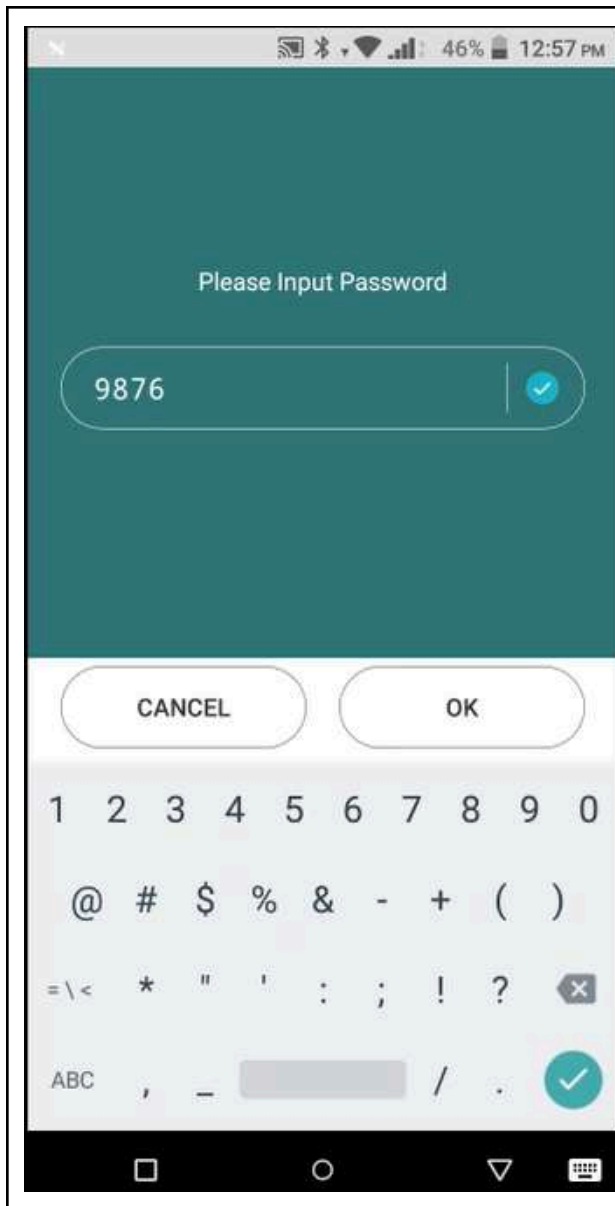 46% 12:57 PM
Please Input Password
9876
CANCEL OK
1 2 3 4 5 6 7 8 9 0
@ # $ % & - + ( )
= \ < * " ' : ; ! ?
ABC , _ / .